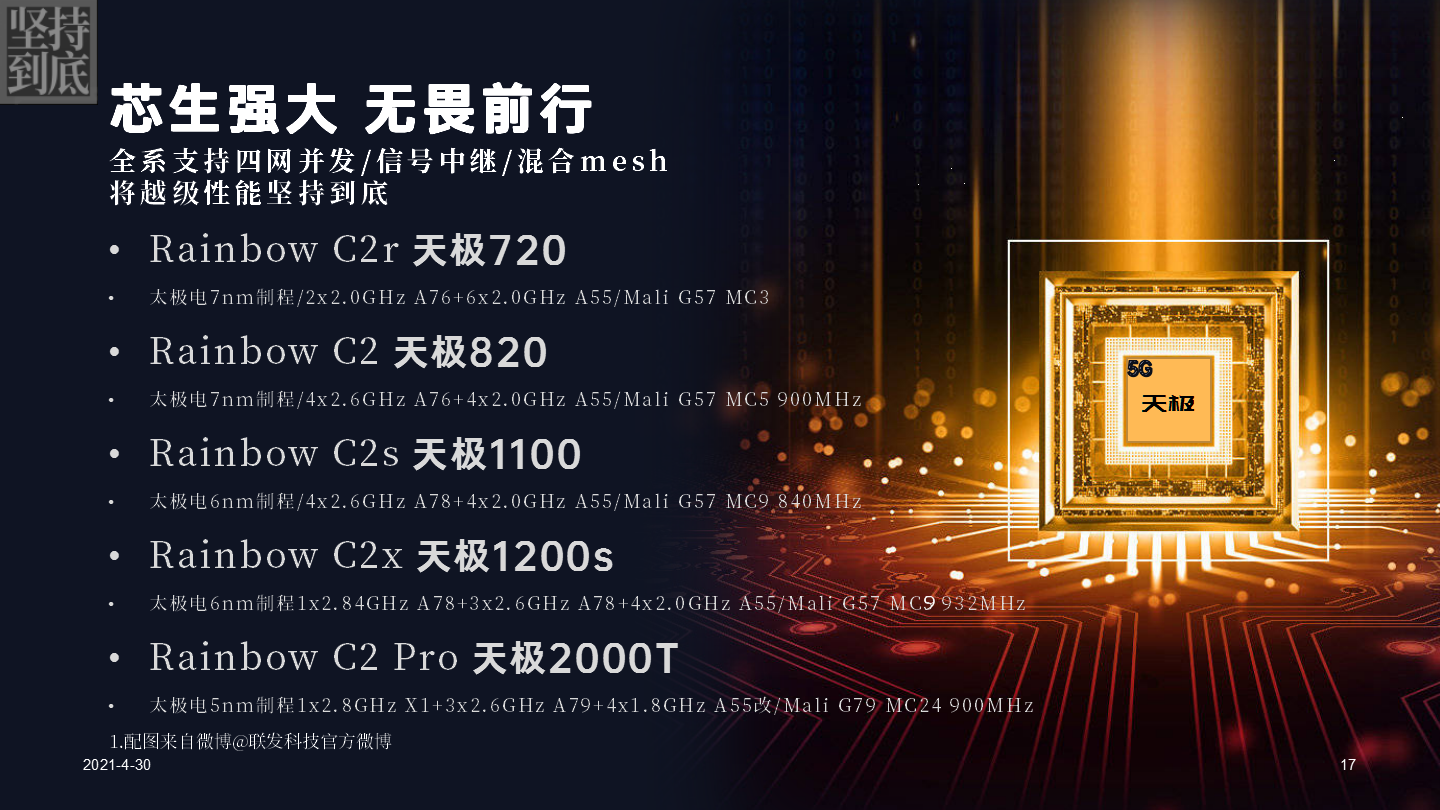 坚持
到底
芯生强大 无畏前行
全系支持四网并发/信号中继/混合mesh
将越级性能坚持到底
• Rainbow C2r 天极720
• 太极电7nm制程/2x2.0GHz A76+6x2.0GHz A55/Mali G57 MC3
• Rainbow C2 天极820
• 太极电7nm制程/4x2.6GHz A76+4x2.0GHz A55/Mali G57 MC5 900MHz
• Rainbow C2s 天极1100
• 太极电6nm制程/4x2.6GHz A78+4x2.0GHz A55/Mali G57 MC9 840MHz
• Rainbow C2x 天极1200s
• 太极电6nm制程1x2.84GHz A78+3x2.6GHz A78+4x2.0GHz A55/Mali G57 MC9 932MHz
• Rainbow C2 Pro 天极2000T
• 太极电5nm制程1x2.8GHz X1+3x2.6GHz A79+4x1.8GHz A55改/Mali G79 MC24 900MHz
5G
天极
1.配图来自微博@联发科技官方微博
2021-4-30
17